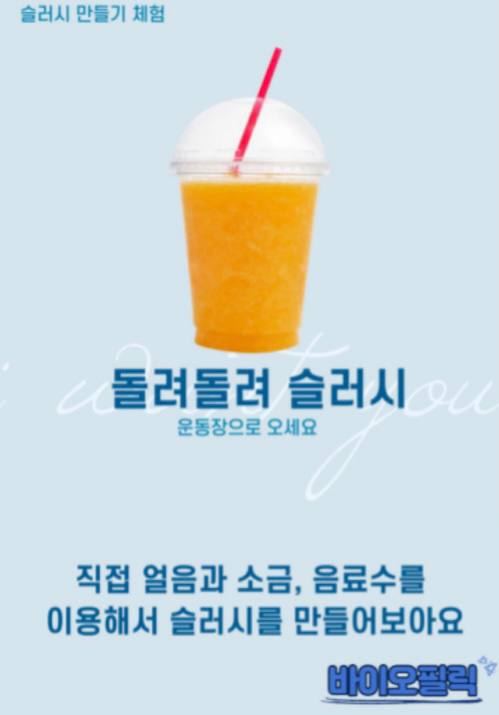 슬러시 만들기 체험
i want you
돌려돌려 슬러시
운동장으로 오세요
직접 얼음과 소금, 음료수를
이용해서 슬러시를 만들어보아요
바이오필릭